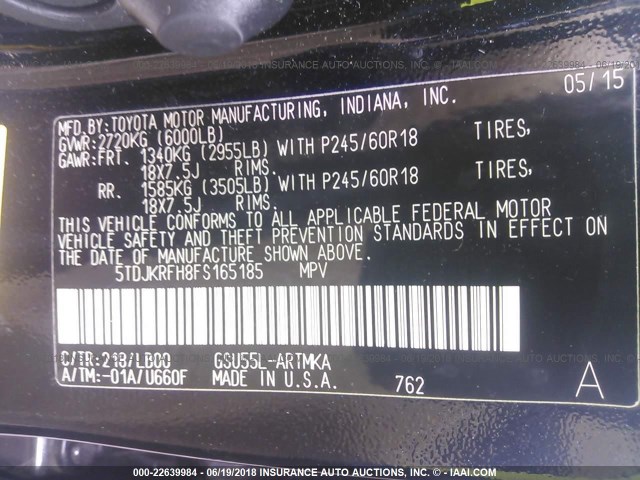 MFD.BY:TOYOTA MOTOR MANUFACTURING, INDIANA, INC. 05/15
GVWR:2720KG (6000LB)
GAWR:FRT. 1340KG (2955LB) WITH P245/60R18 TIRES,
18X7.5J RIMS.
RR. 1585KG (3505LB) WITH P245/60R18 TIRES,
18X7.5J RIMS.
THIS VEHICLE CONFORMS TO ALL APPLICABLE FEDERAL MOTOR
VEHICLE SAFETY AND THEFT PREVENTION STANDARDS IN EFFECT ON
THE DATE OF MANUFACTURE SHOWN ABOVE.
5TDJKRFH8FS165185 MPV
C/TR:218/LB00 GSU55L-ARTMKA
A/TM:-01A/U660F MADE IN U.S.A. 762 A
000-22639984 - 06/19/2018 INSURANCE AUTO AUCTIONS, INC. - IAAI.COM